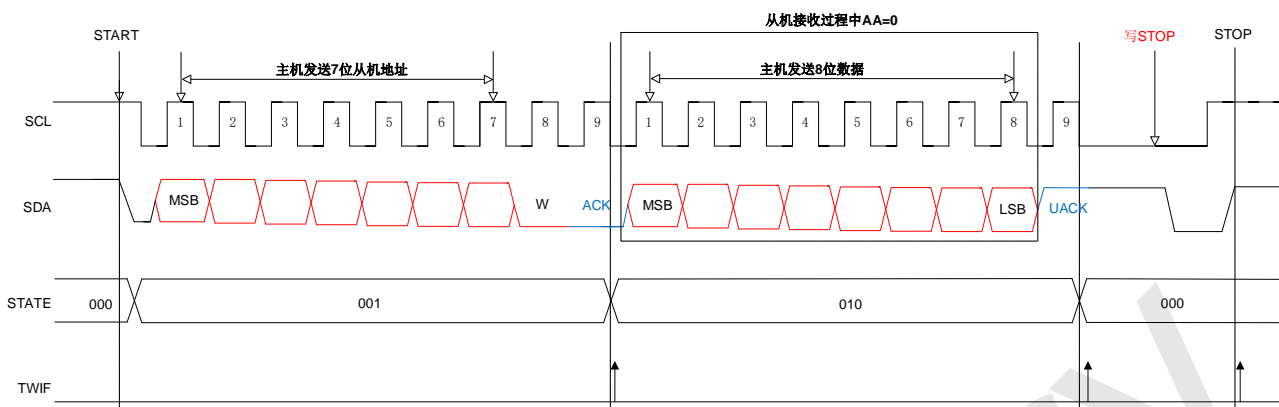 从机接收过程中AA=0
START
写STOP
STOP
主机发送7位从机地址
主机发送8位数据
SCL
1 2 3 4 5 6 7 8 9 1 2 3 4 5 6 7 8 9
SDA
MSB W ACK MSB LSB UACK
STATE
000 001 010 000
TWIF